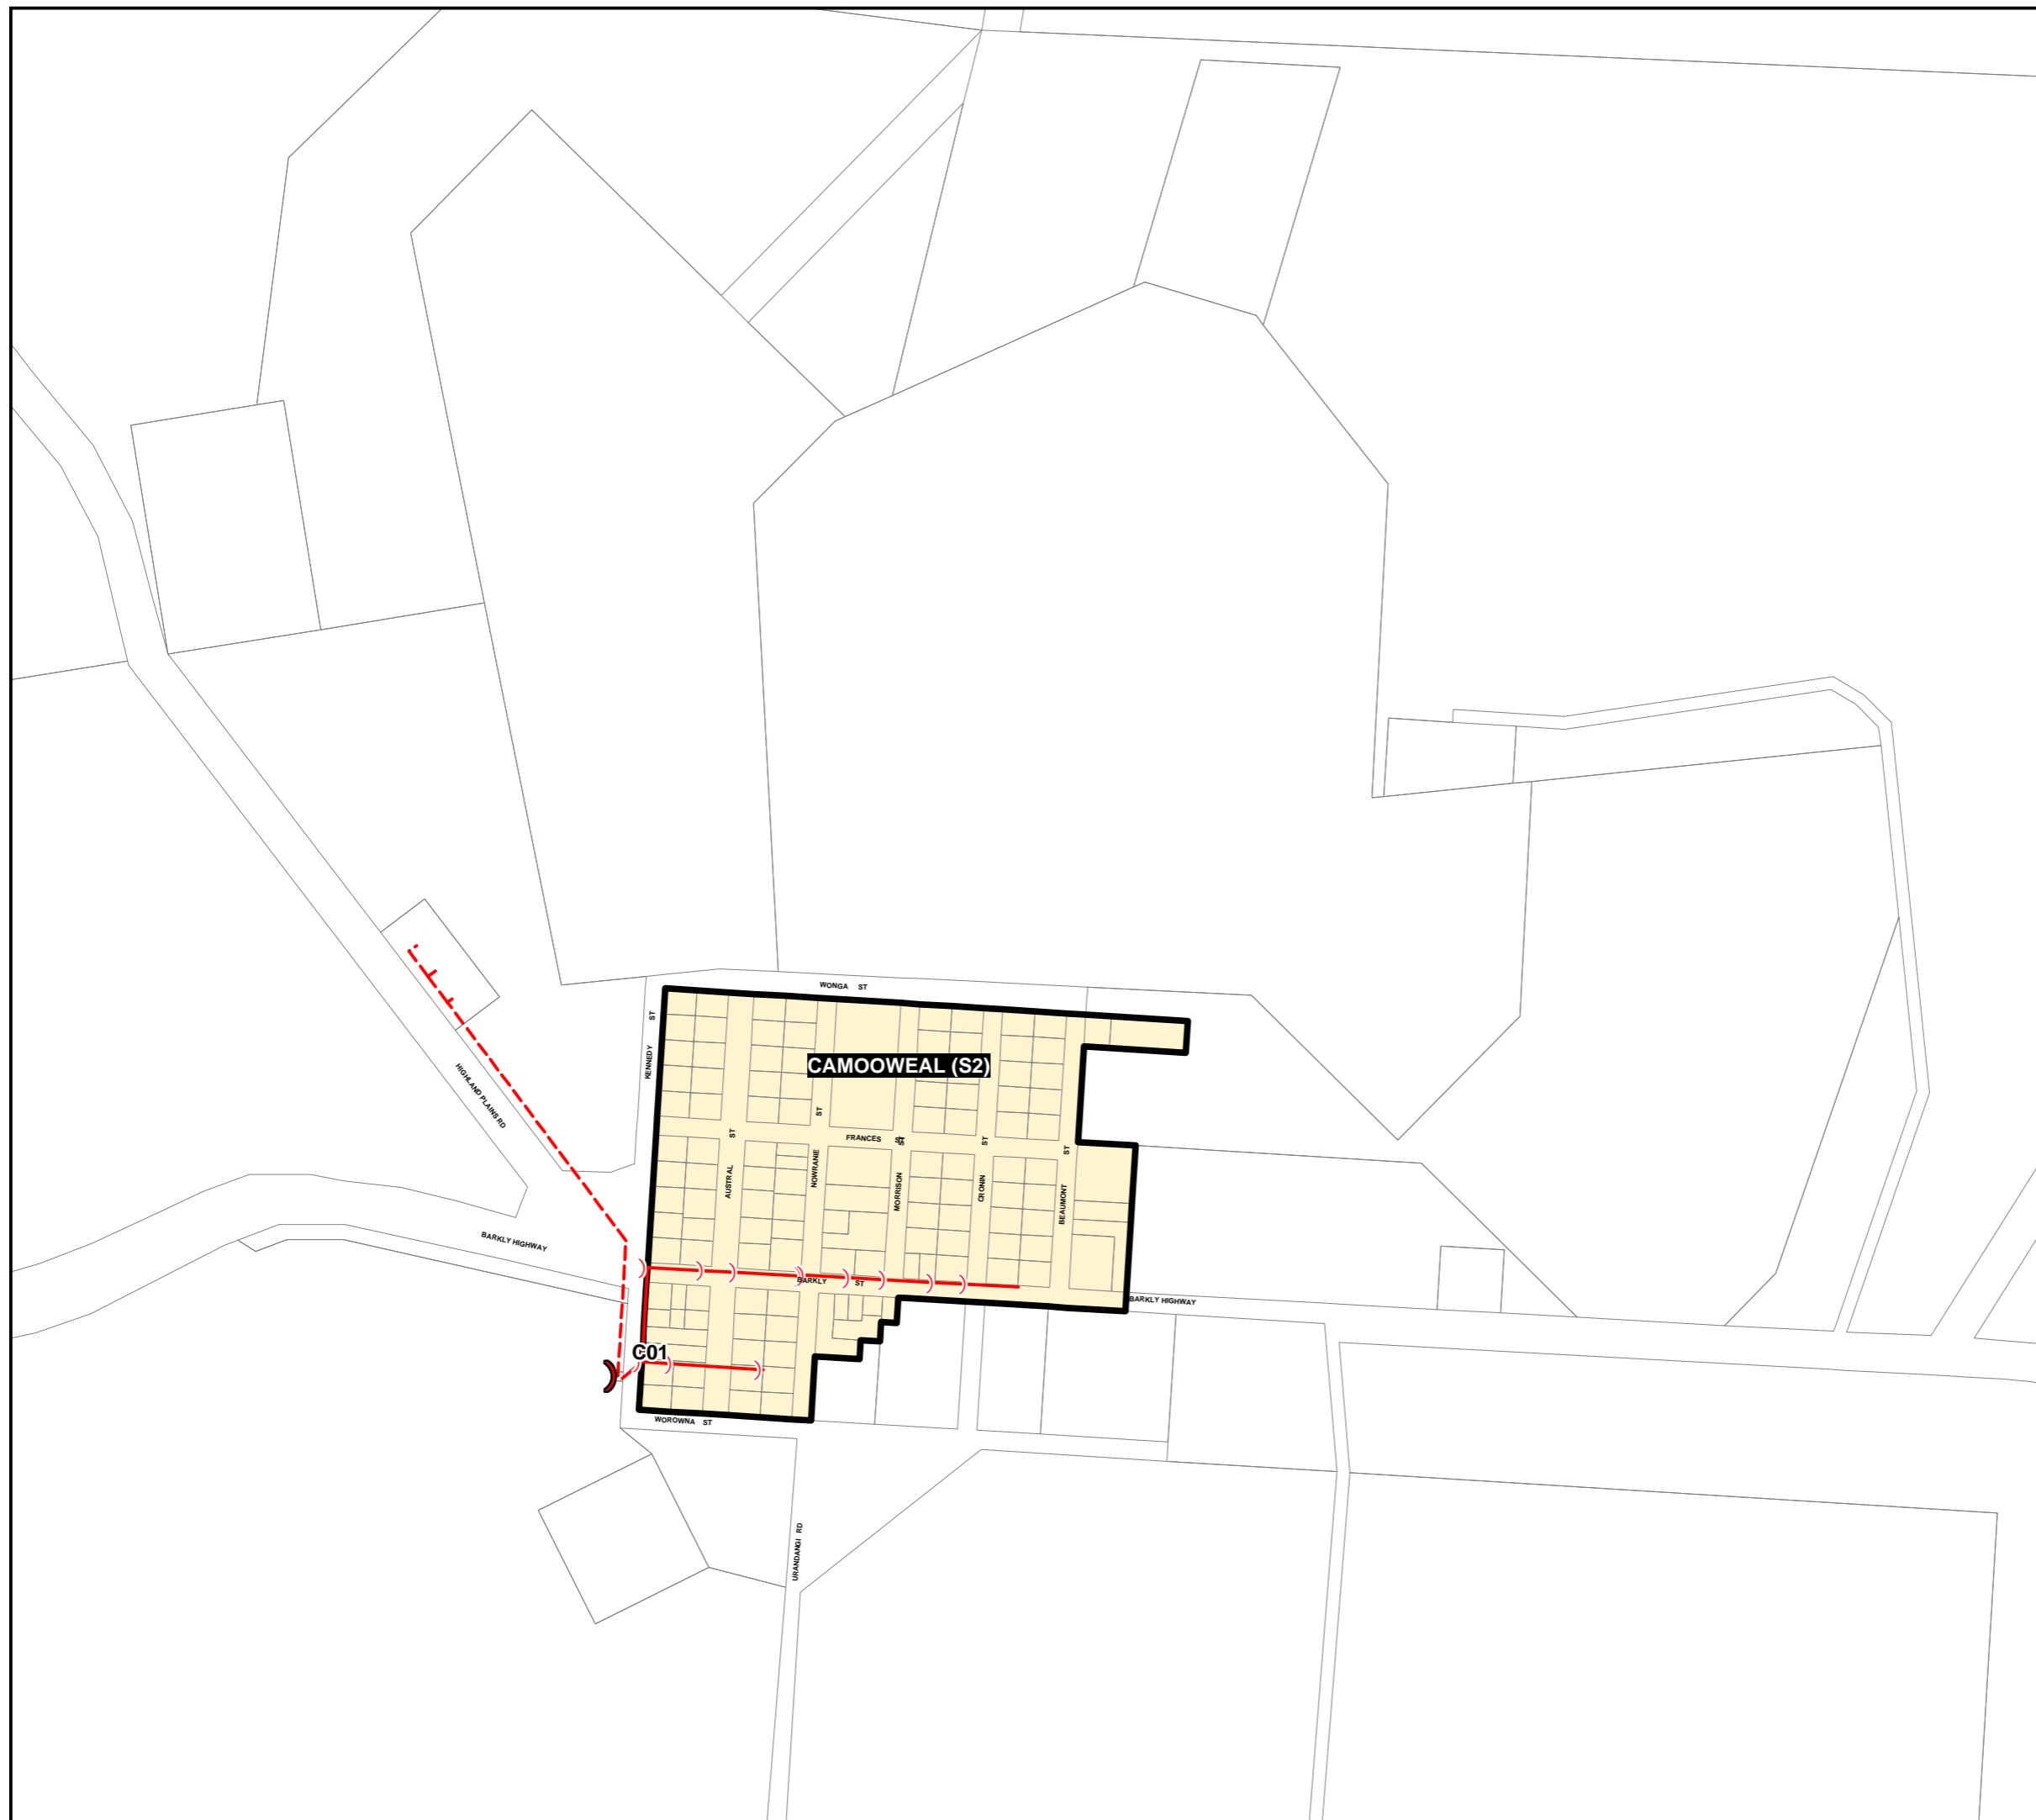 WONGA ST
KENNEDY ST
CAMOOWEAL (S2)
HIGHLAND PLAINS RD
FRANCES ST
AUSTRAL ST
NOWRANIE ST
MORRISON ST
CRONIN ST
BEAUMONT ST
BARKLY HIGHWAY
BARKLY ST
BARKLY HIGHWAY
C01
WOROWNA ST
URANDANGI RD